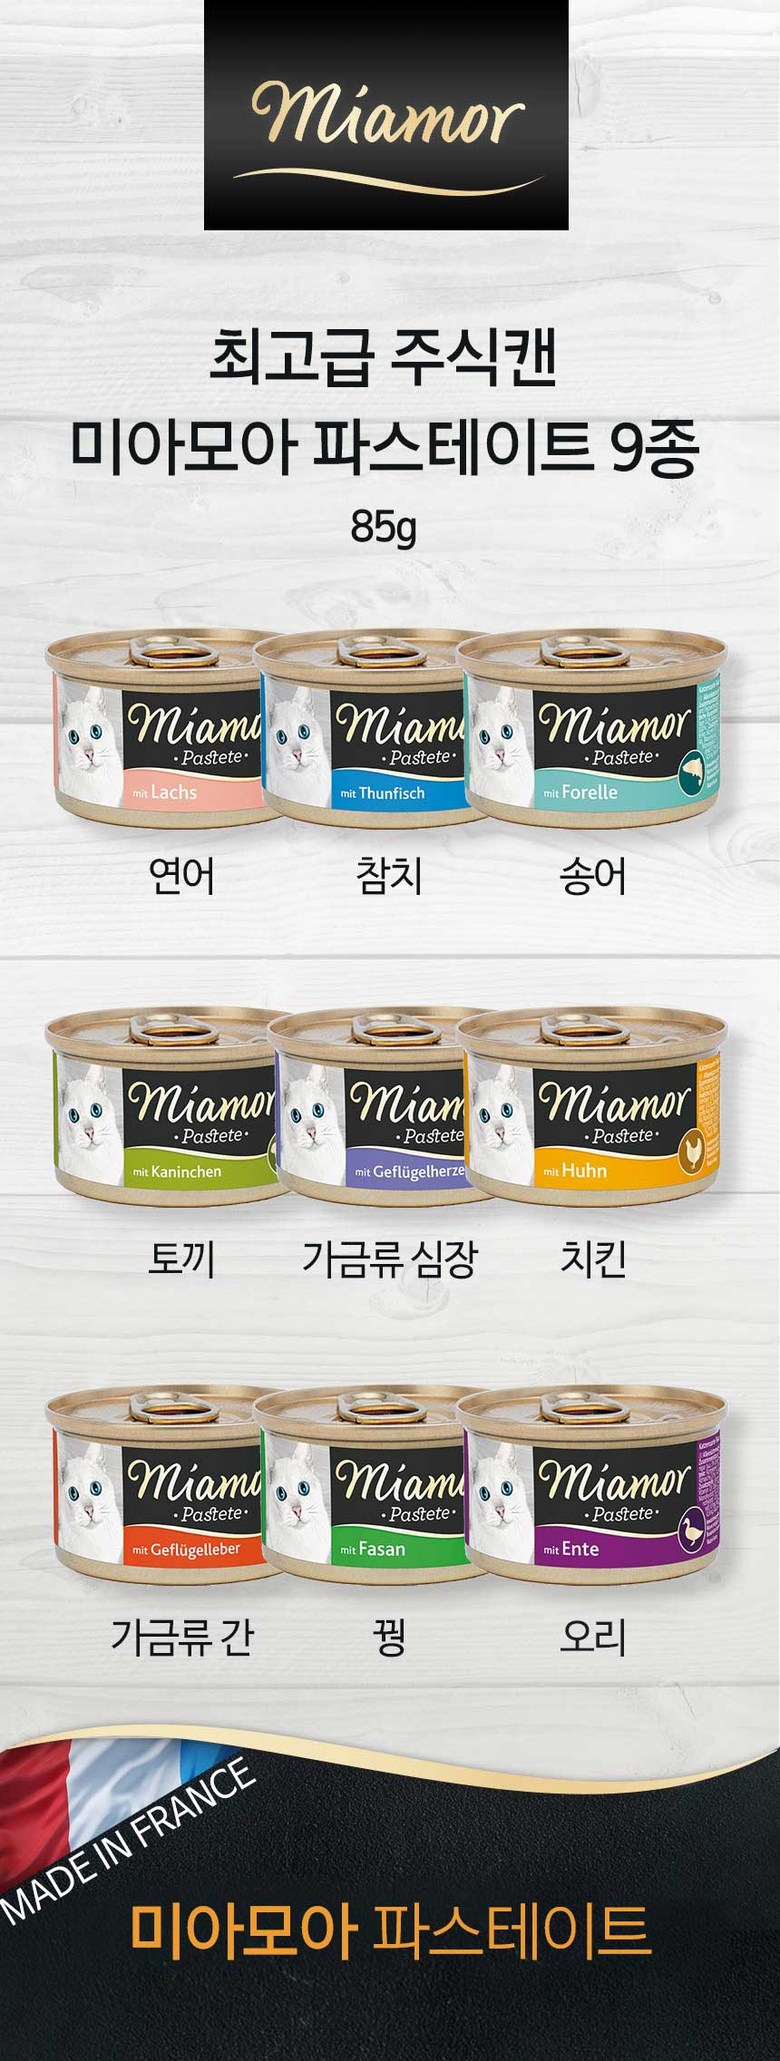 Miamor
최고급 주식캔
미아모아 파스테이트 9종
85g
Miamo
Miam
Miamor
·Pastete·
·Pastete·
·Pastete·
mit Lachs
mit Thunfisch
mit Forelle
연어
참치
송어
Miamor
Miam
Miamor
·Pastete·
·Pastete·
·Pastete·
mit Kaninchen
mit Geflügelherze
mit Huhn
토끼
가금류 심장
치킨
Miamo
Miam
Miamor
·Pastete·
·Pastete·
·Pastete·
mit Geflügelleber
mit Fasan
mit Ente
가금류 간
꿩
오리
MADE IN FRANCE
미아모아 파스테이트